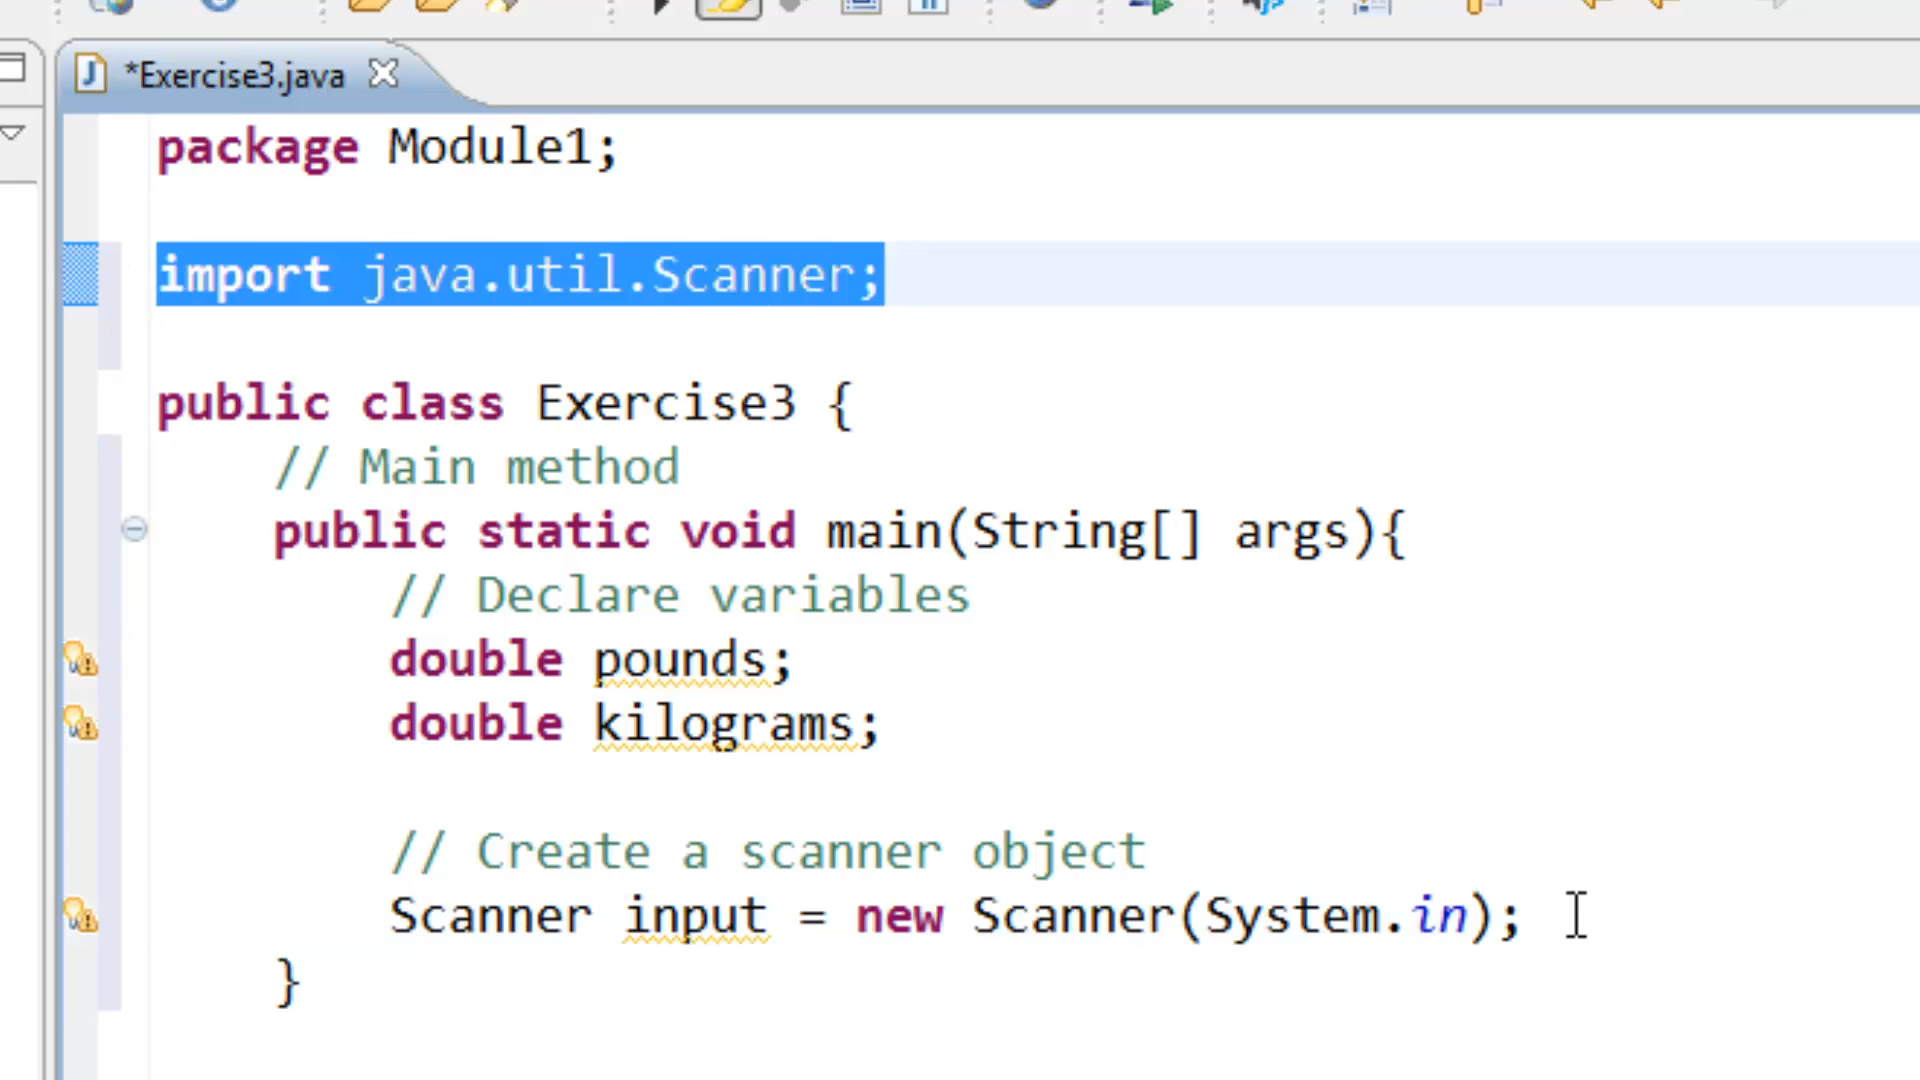 *Exercise3.java
package Module1;
import java.util.Scanner;
public class Exercise3 {
// Main method
public static void main(String[] args){
// Declare variables
double pounds;
double kilograms;
// Create a scanner object
Scanner input = new Scanner(System.in);
}